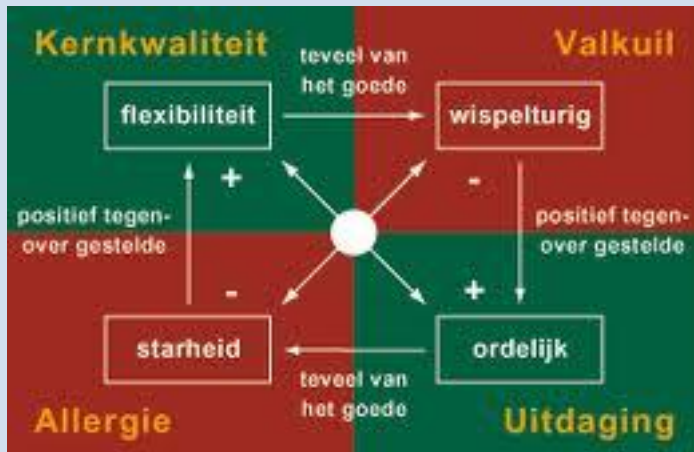 Kernkwaliteit
teveel van
het goede
Valkuil
flexibiliteit
wispelturig
+
-
positief tegen-
over gestelde
positief tegen-
over gestelde
-
+
starheid
ordelijk
teveel van
het goede
Allergie
Uitdaging